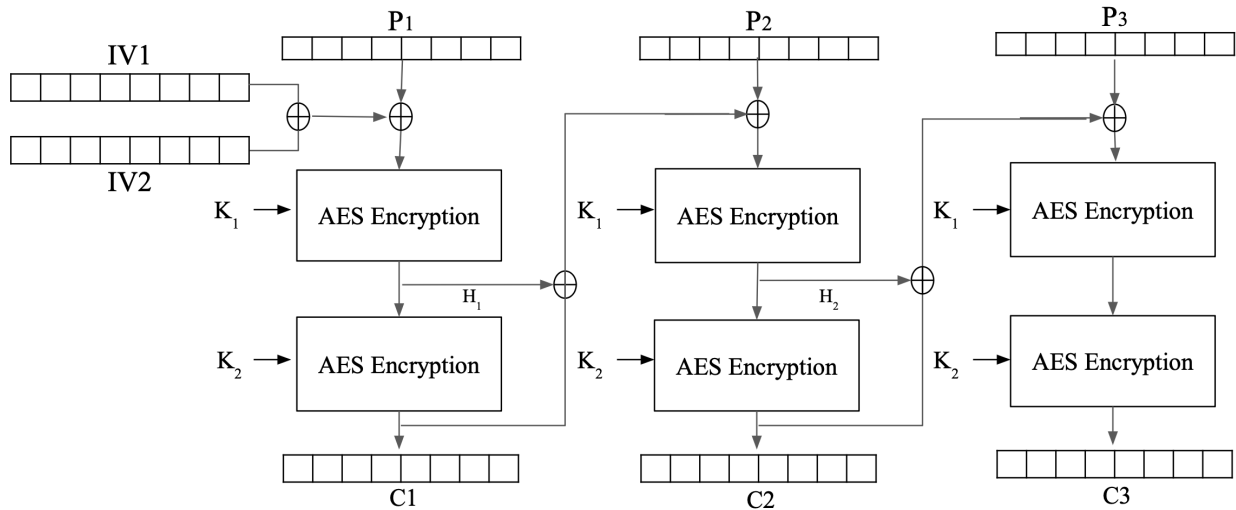 P1
P2
P3
IV1
IV2
K1
AES Encryption
K1
AES Encryption
K1
AES Encryption
H1
H2
K2
AES Encryption
K2
AES Encryption
K2
AES Encryption
C1
C2
C3